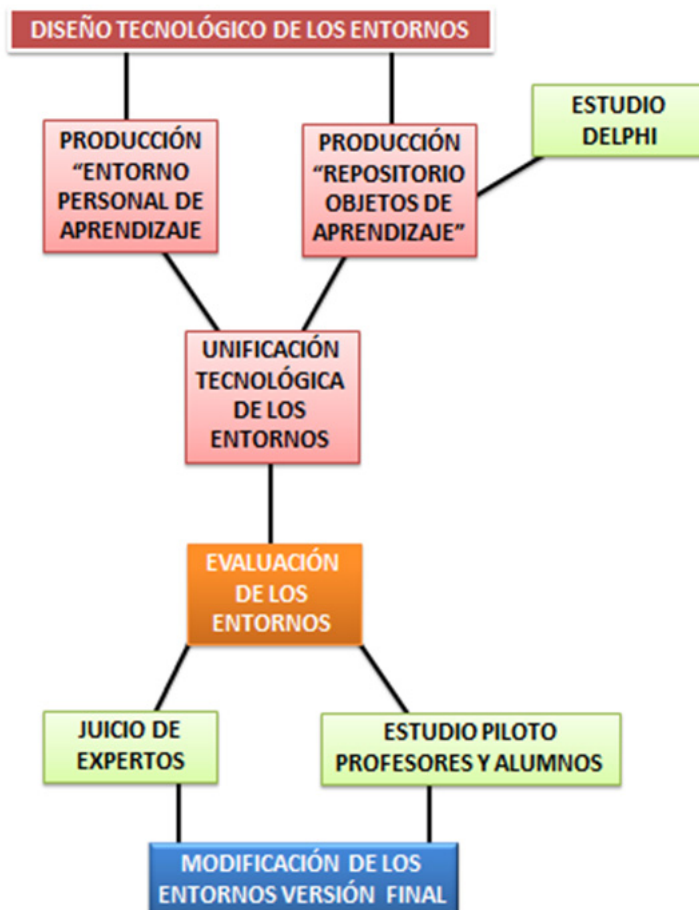 DISEÑO TECNOLÓGICO DE LOS ENTORNOS
ESTUDIO
DELPHI
PRODUCCIÓN
“ENTORNO
PERSONAL DE
APRENDIZAJE
PRODUCCIÓN
“REPOSITORIO
OBJETOS DE
APRENDIZAJE”
UNIFICACIÓN
TECNOLÓGICA
DE LOS
ENTORNOS
EVALUACIÓN
DE LOS
ENTORNOS
JUICIO DE
EXPERTOS
ESTUDIO PILOTO
PROFESORES Y ALUMNOS
MODIFICACIÓN DE LOS
ENTORNOS VERSIÓN FINAL